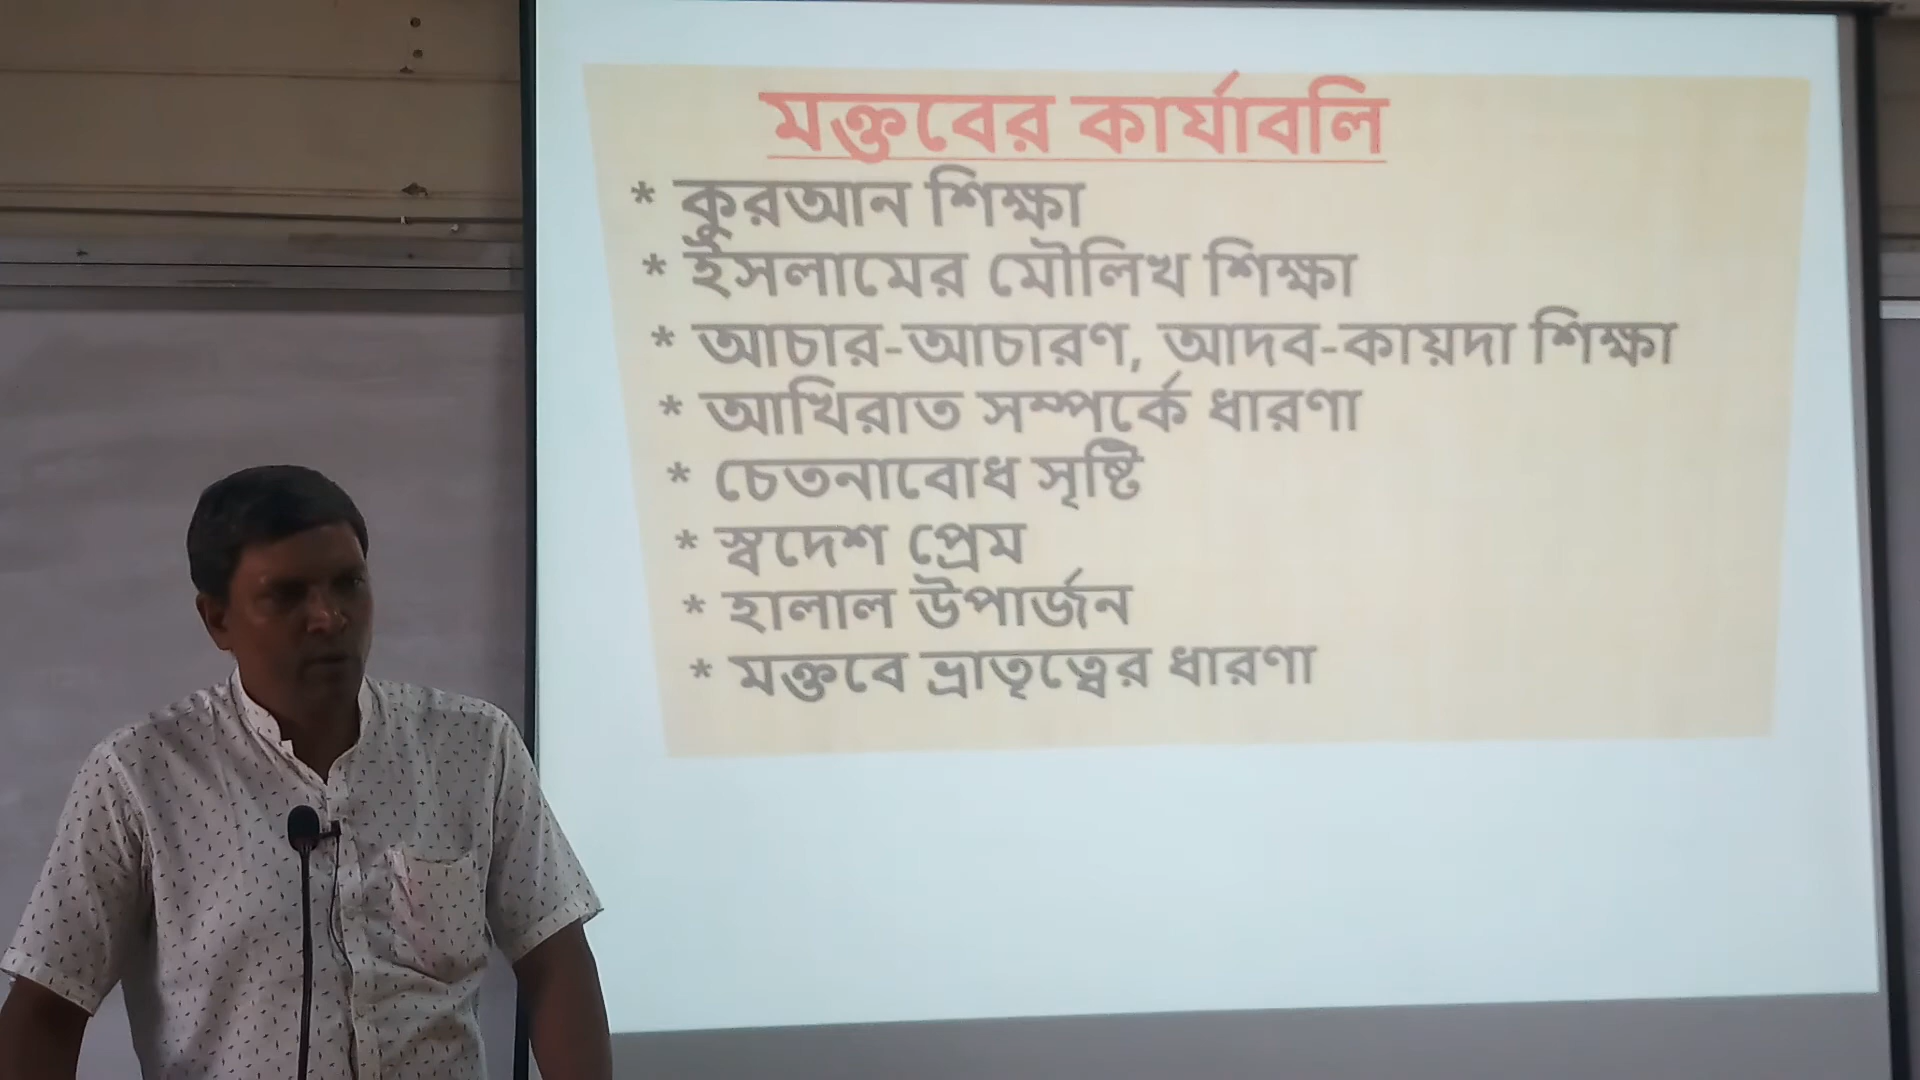 মক্তবের কার্যাবলি
* কুরআন শিক্ষা
* ইসলামের মৌলিখ শিক্ষা
* আচার-আচারণ, আদব-কায়দা শিক্ষা
* আখিরাত সম্পর্কে ধারণা
* চেতনাবোধ সৃষ্টি
* স্বদেশ প্রেম
* হালাল উপার্জন
* মক্তবে ভ্রাতৃত্বের ধারণা